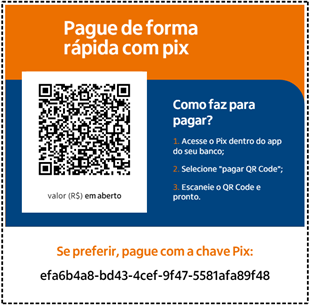 Pague de forma
rápida com pix
Como faz para
pagar?
1. Acesse o Pix dentro do app
do seu banco;
2. Selecione "pagar QR Code";
3. Escaneie o QR Code e
pronto.
valor (R$) em aberto
Se preferir, pague com a chave Pix:
efa6b4a8-bd43-4cef-9f47-5581afa89f48